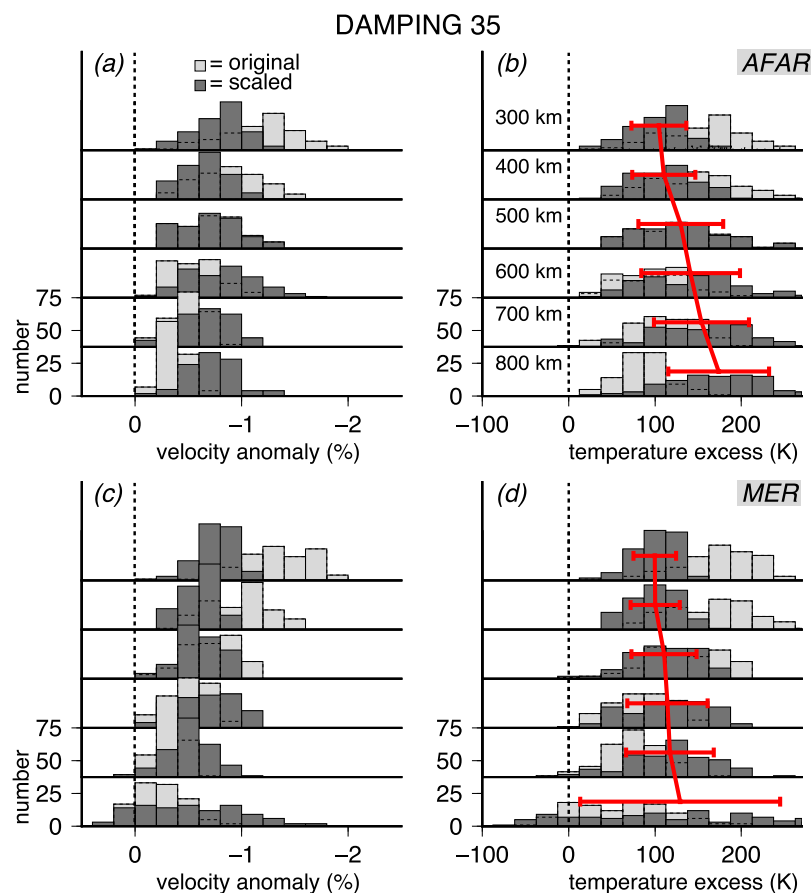 DAMPING 35
(a)
= original
= scaled
(b)
AFAR
300 km
400 km
500 km
600 km
700 km
800 km
75
50
25
0
number
0
−1
−2
velocity anomaly (%)
75
50
25
0
−100
0
100
200
temperature excess (K)
(c)
(d)
MER
75
50
25
0
number
0
−1
−2
velocity anomaly (%)
75
50
25
0
−100
0
100
200
temperature excess (K)